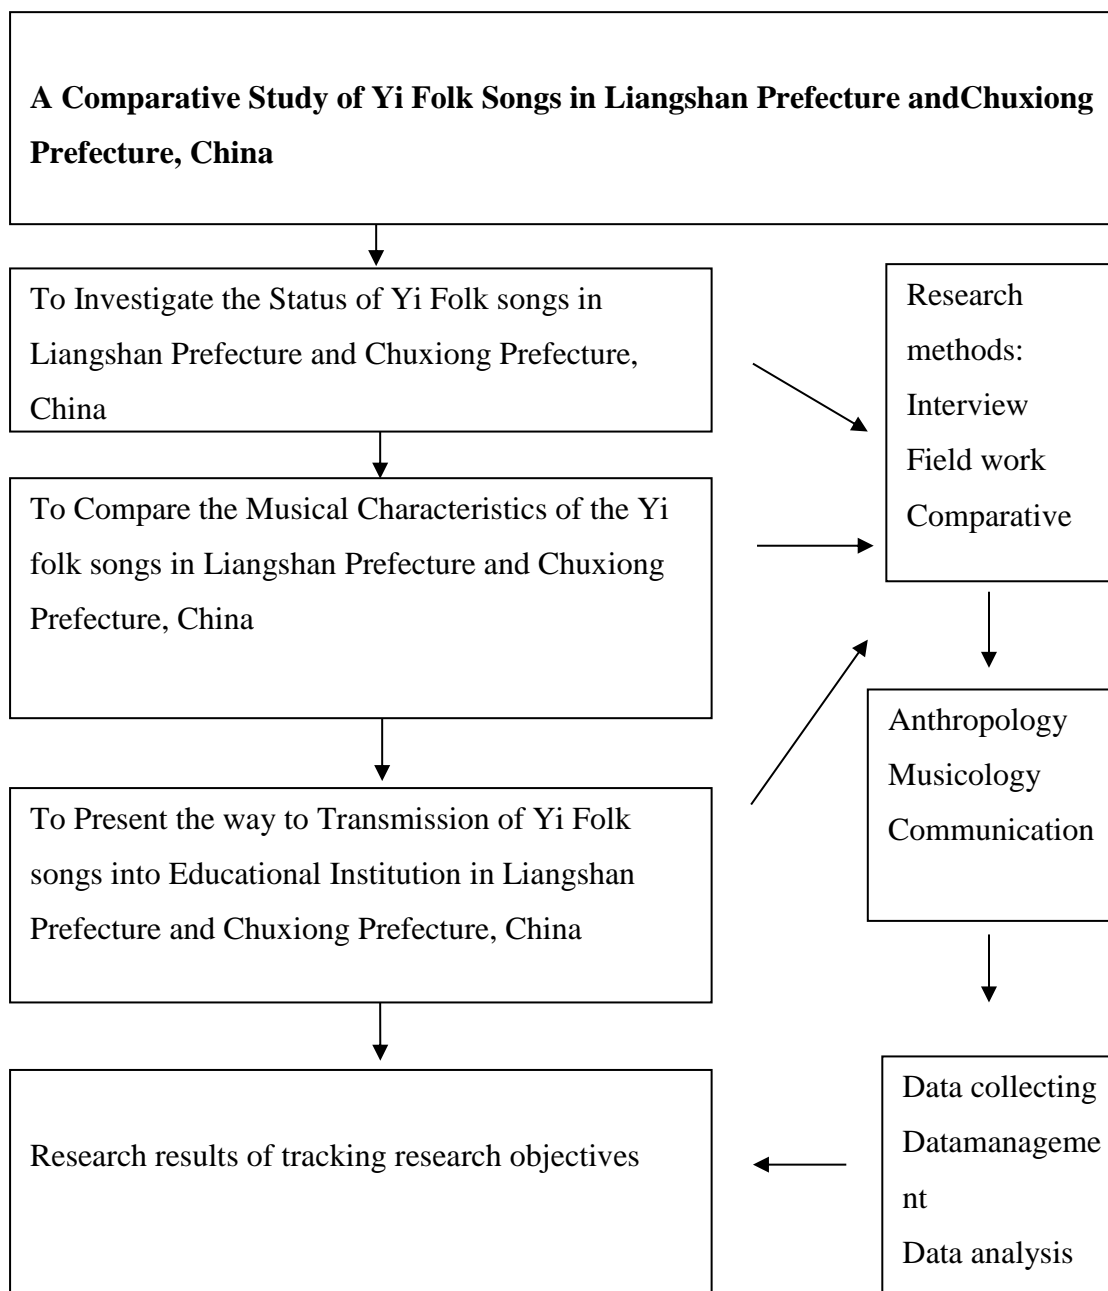 A Comparative Study of Yi Folk Songs in Liangshan Prefecture andChuxiong
Prefecture, China
To Investigate the Status of Yi Folk songs in
Liangshan Prefecture and Chuxiong Prefecture,
China
To Compare the Musical Characteristics of the Yi
folk songs in Liangshan Prefecture and Chuxiong
Prefecture, China
To Present the way to Transmission of Yi Folk
songs into Educational Institution in Liangshan
Prefecture and Chuxiong Prefecture, China
Research results of tracking research objectives
Research
methods:
Interview
Field work
Comparative
Anthropology
Musicology
Communication
Data collecting
Datamanageme
nt
Data analysis